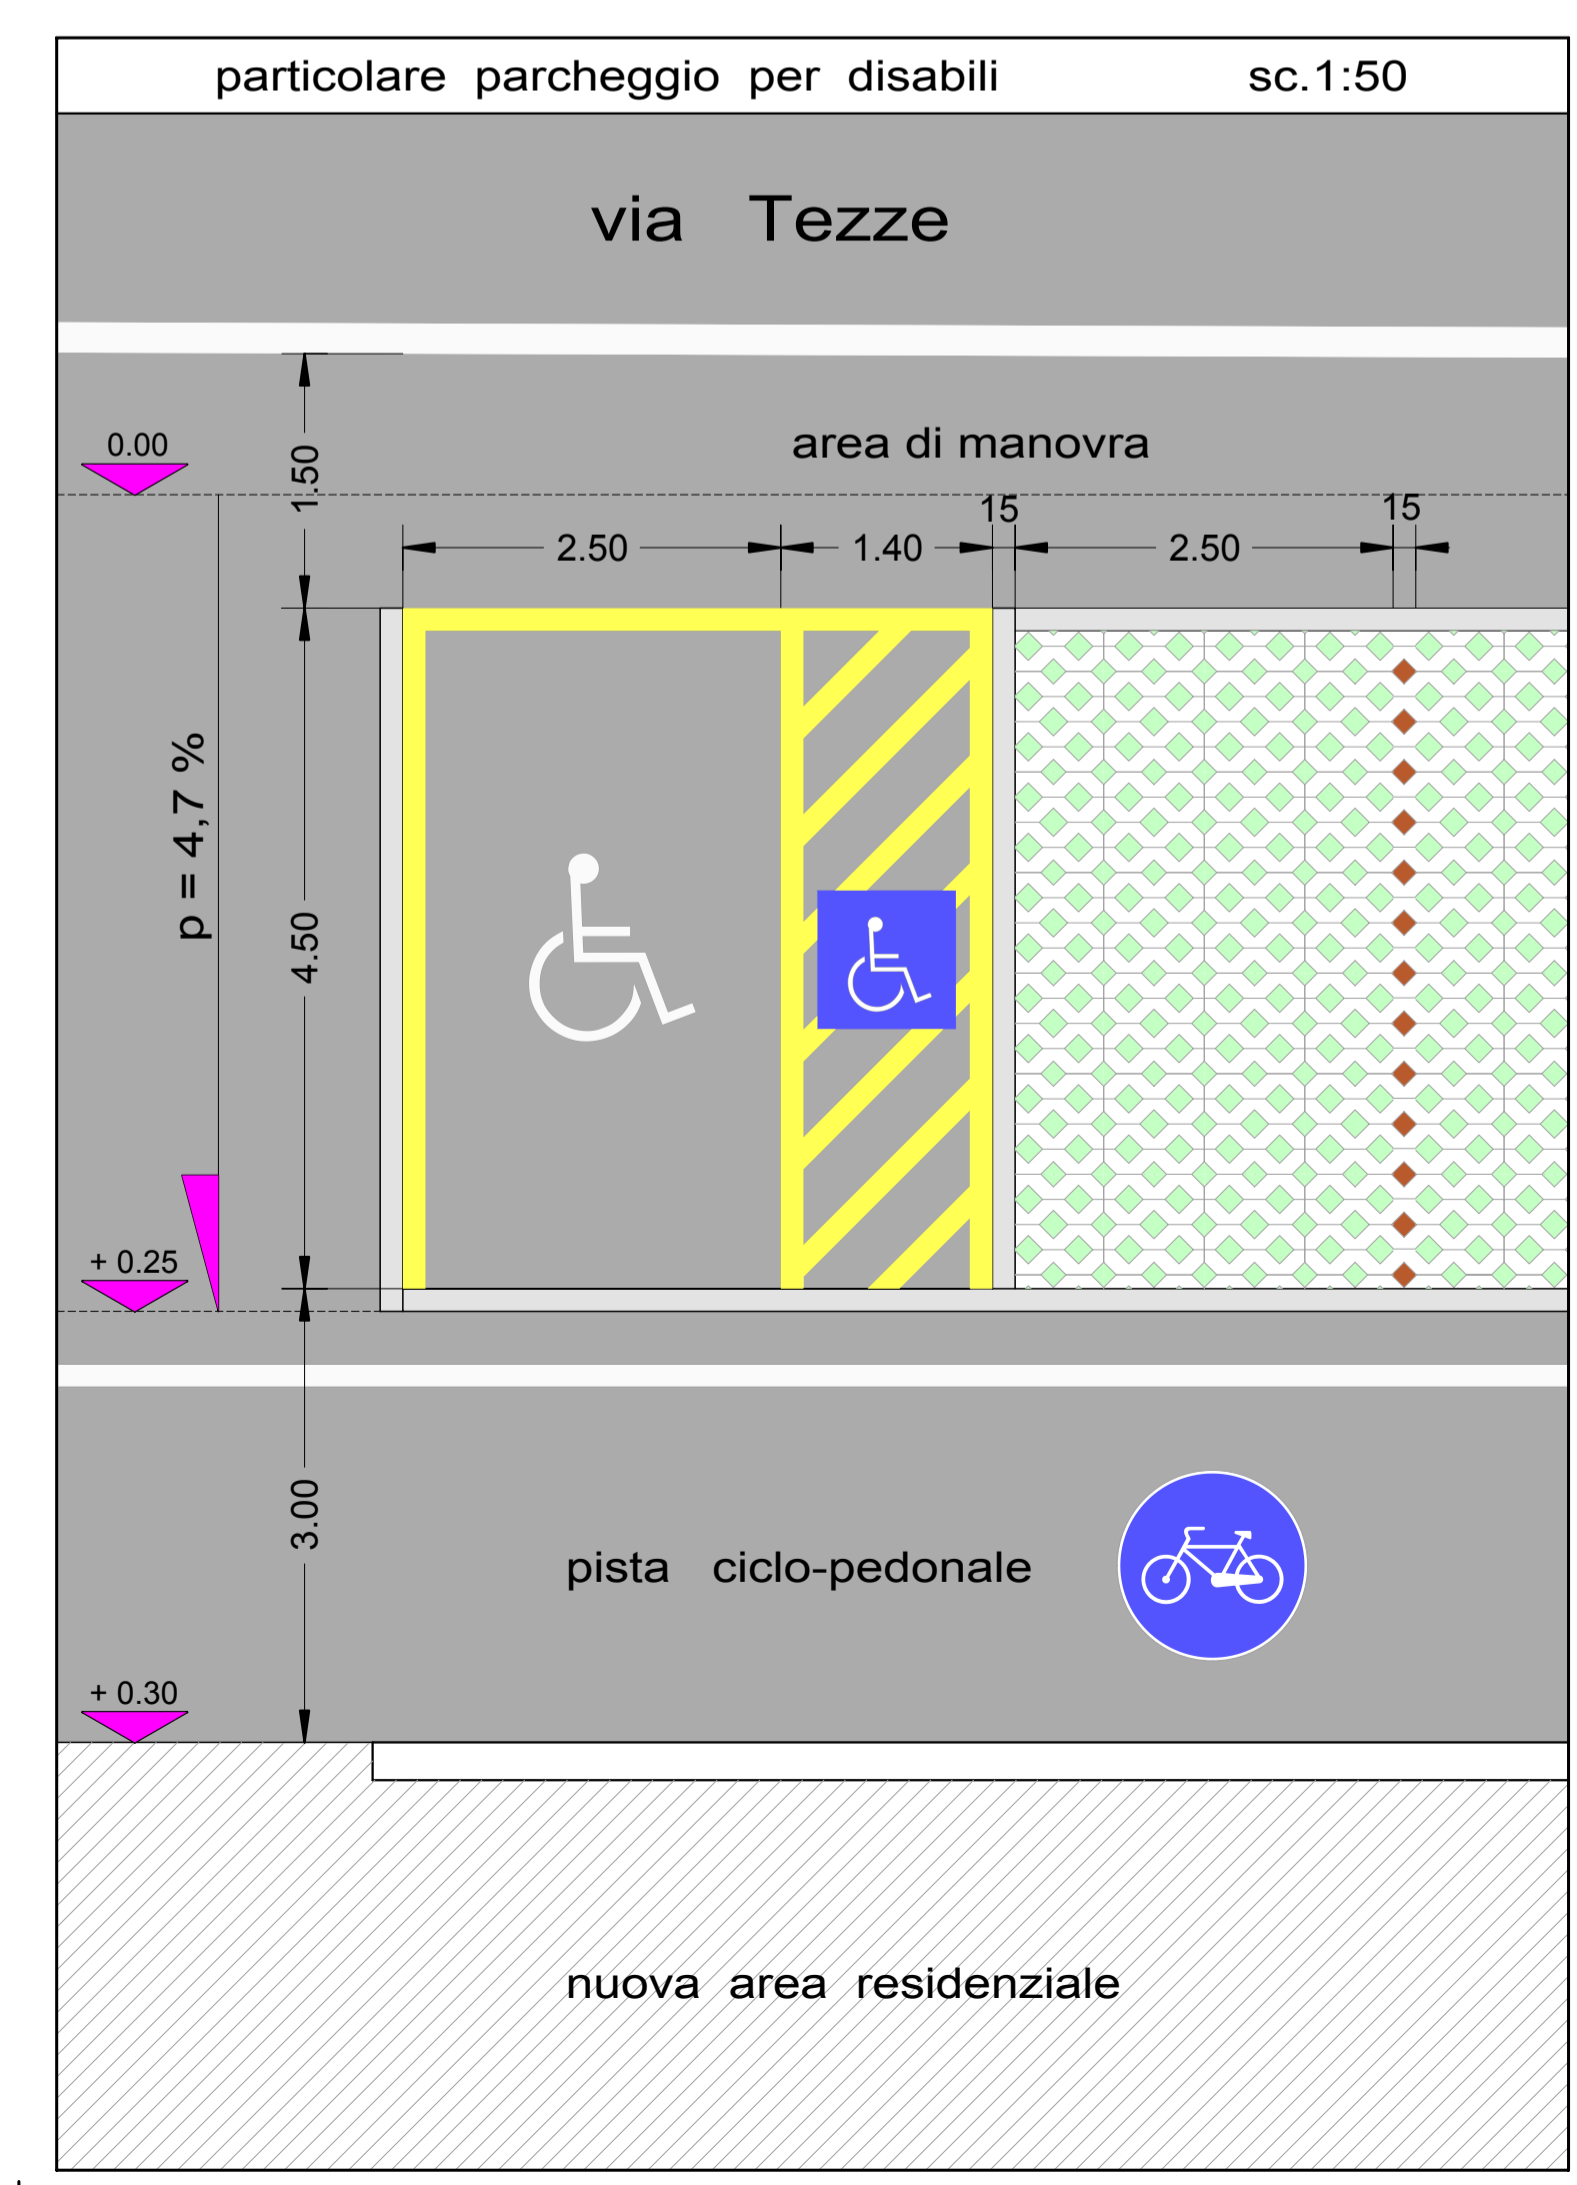 particolare parcheggio per disabili sc.1:50
via Tezze
area di manovra
0.00
1.50
15
15
2.50
1.40
2.50
p = 4,7 %
4.50
+ 0.25
3.00
pista ciclo-pedonale
+ 0.30
nuova area residenziale